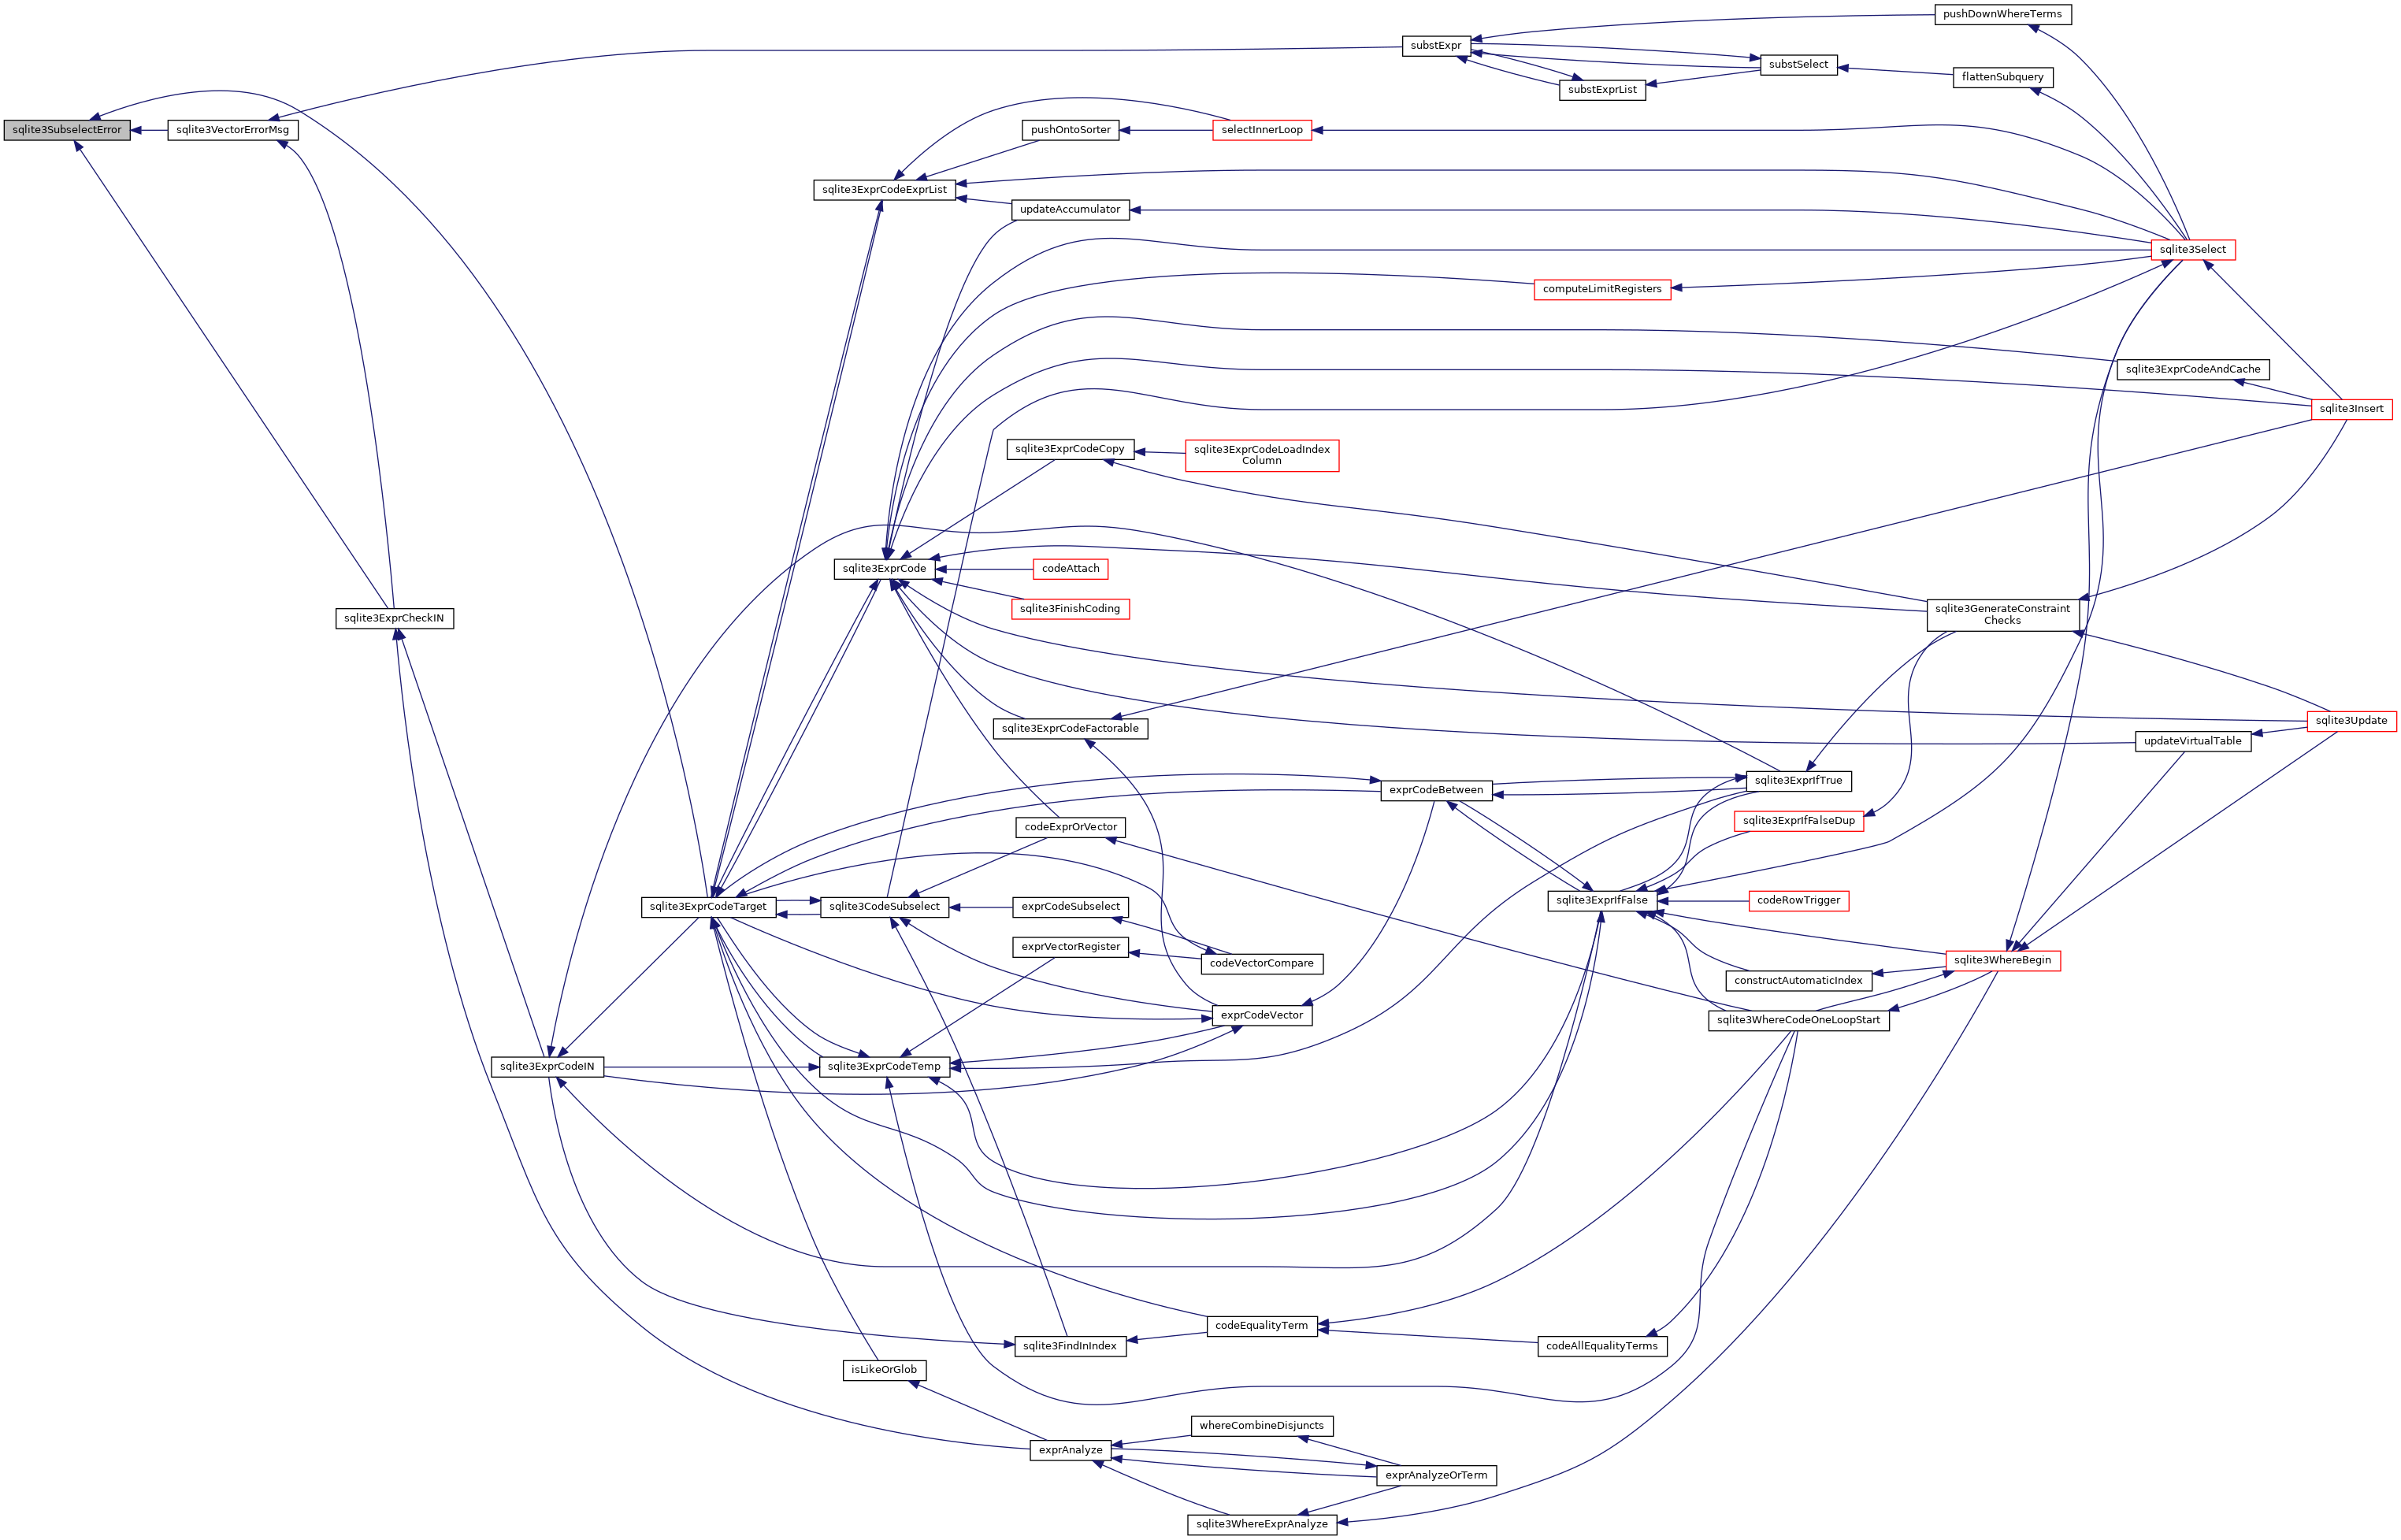 pushDownWhereTerms
substExpr
substSelect
flattenSubquery
substExprList
sqlite3SubselectError
sqlite3VectorErrorMsg
pushOntoSorter
selectInnerLoop
sqlite3ExprCodeExprList
updateAccumulator
sqlite3Select
computeLimitRegisters
sqlite3ExprCodeAndCache
sqlite3Insert
sqlite3ExprCodeCopy
sqlite3ExprCodeLoadIndex
Column
sqlite3ExprCode
codeAttach
sqlite3FinishCoding
sqlite3ExprCheckIN
sqlite3GenerateConstraint
Checks
sqlite3ExprCodeFactorable
sqlite3Update
updateVirtualTable
sqlite3ExprIfTrue
exprCodeBetween
sqlite3ExprIfFalseDup
codeExprOrVector
sqlite3ExprCodeTarget
sqlite3CodeSubselect
exprCodeSubselect
sqlite3ExprIfFalse
codeRowTrigger
exprVectorRegister
codeVectorCompare
sqlite3WhereBegin
constructAutomaticIndex
exprCodeVector
sqlite3WhereCodeOneLoopStart
sqlite3ExprCodeIN
sqlite3ExprCodeTemp
codeEqualityTerm
sqlite3FindInIndex
codeAllEqualityTerms
isLikeOrGlob
whereCombineDisjuncts
exprAnalyze
exprAnalyzeOrTerm
sqlite3WhereExprAnalyze